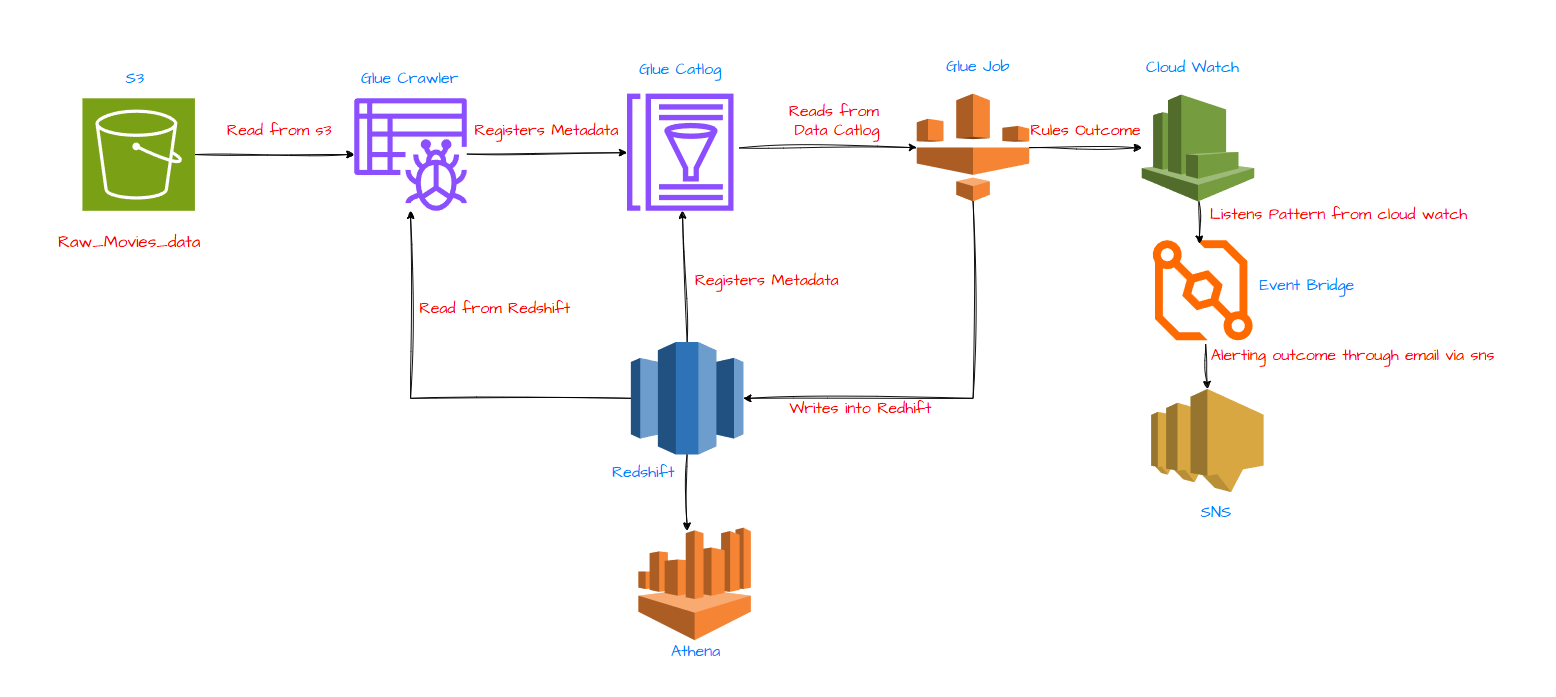 S3
Glue Crawler
Glue Catlog
Glue Job
Cloud Watch
Read from s3
Registers Metadata
Reads from
Data Catlog
Rules Outcome
Raw_Movies_data
Listens Pattern from cloud watch
Registers Metadata
Event Bridge
Read from Redshift
Alerting outcome through email via sns
Writes into Redhift
Redshift
SNS
Athena